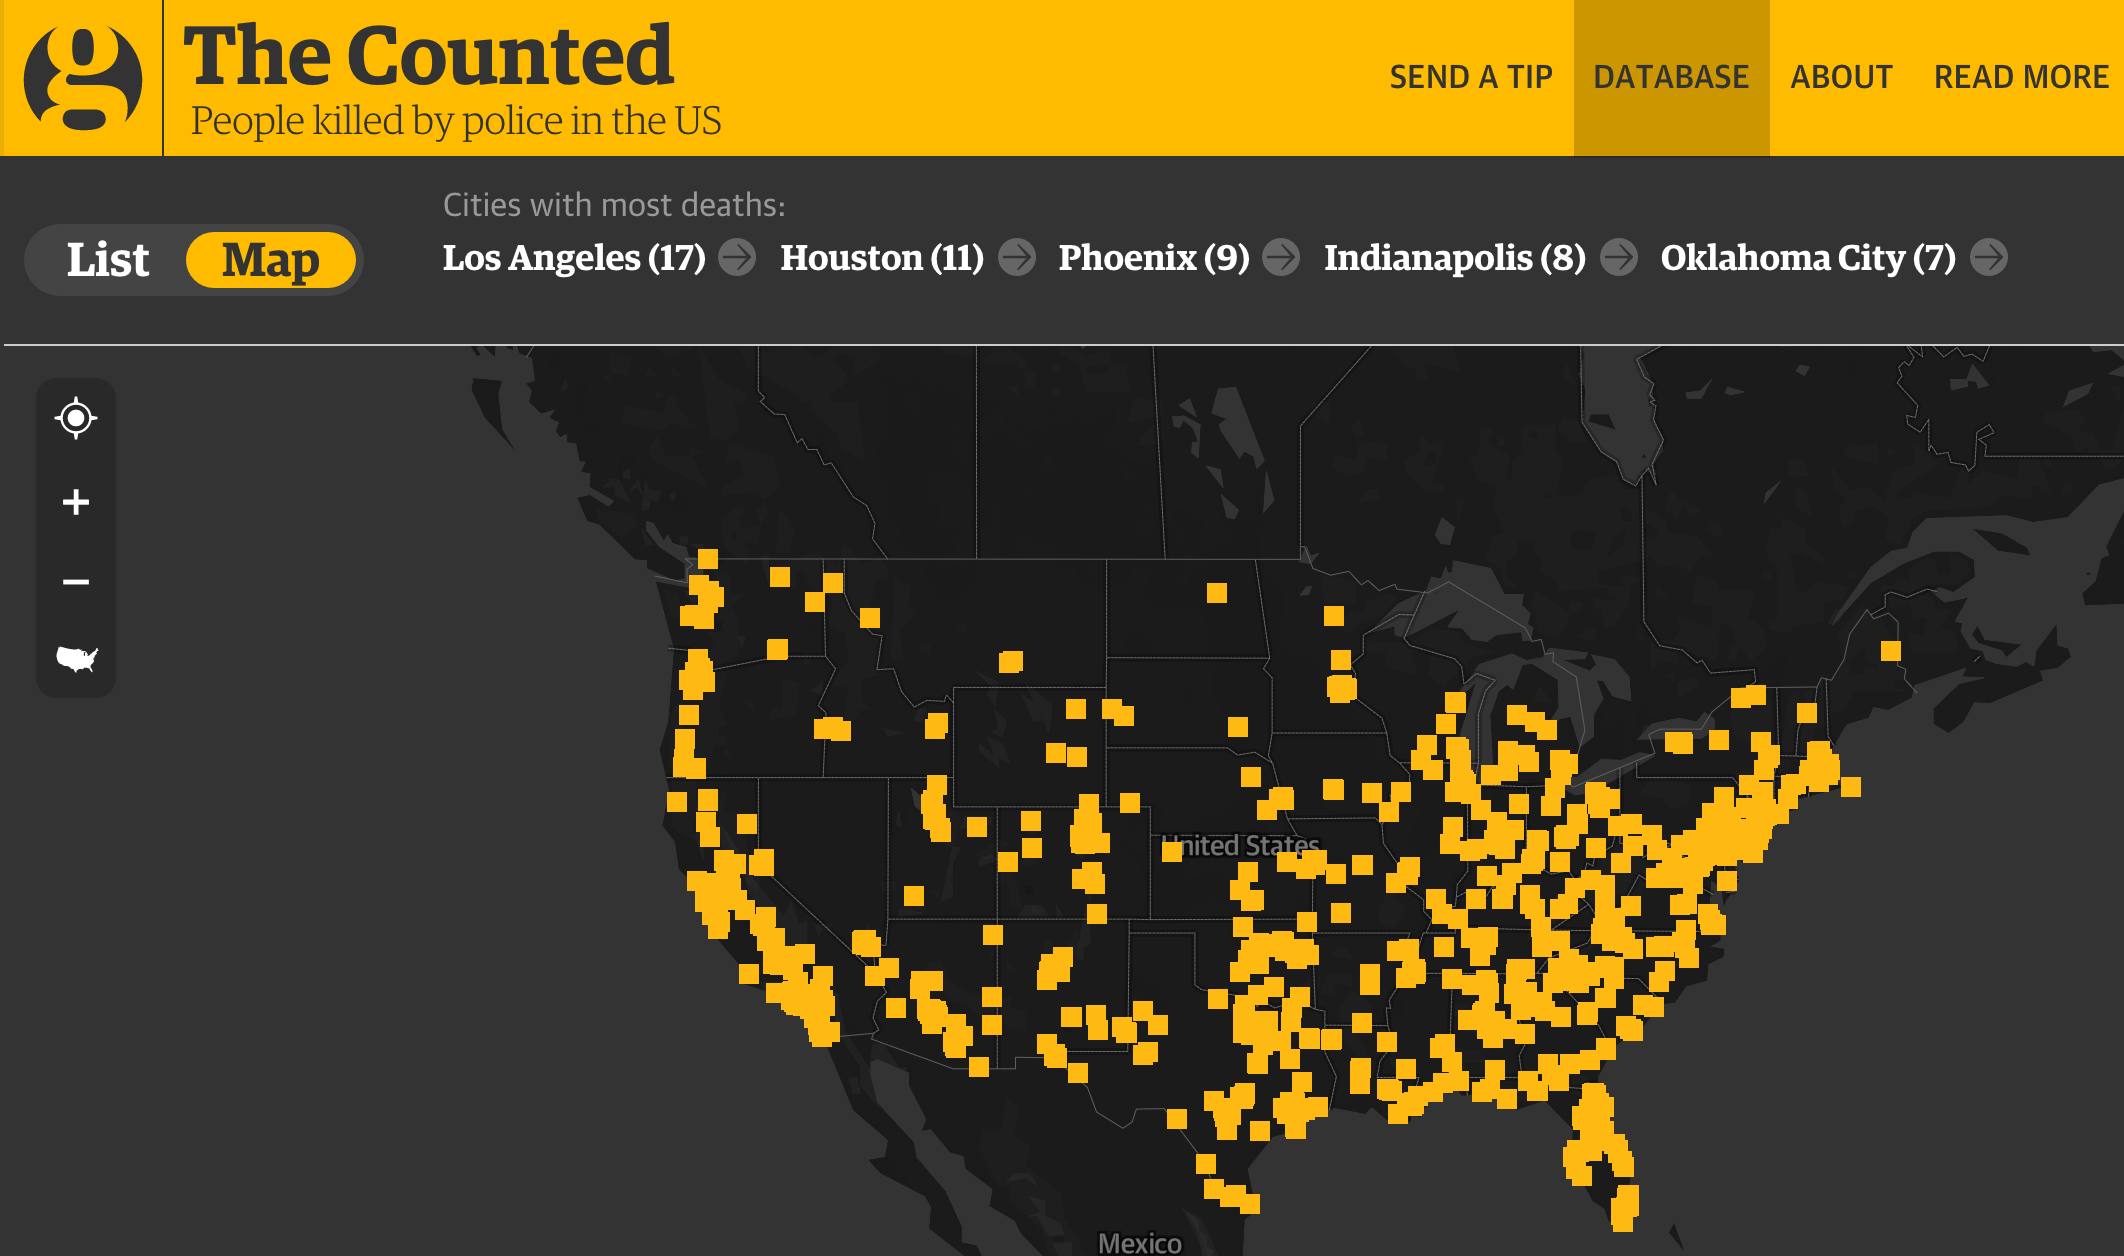 The Counted
People killed by police in the US
SEND A TIP DATABASE ABOUT READ MORE
Cities with most deaths:
List Map
Los Angeles (17) Houston (11) Phoenix (9) Indianapolis (8) Oklahoma City (7)
United States
Mexico